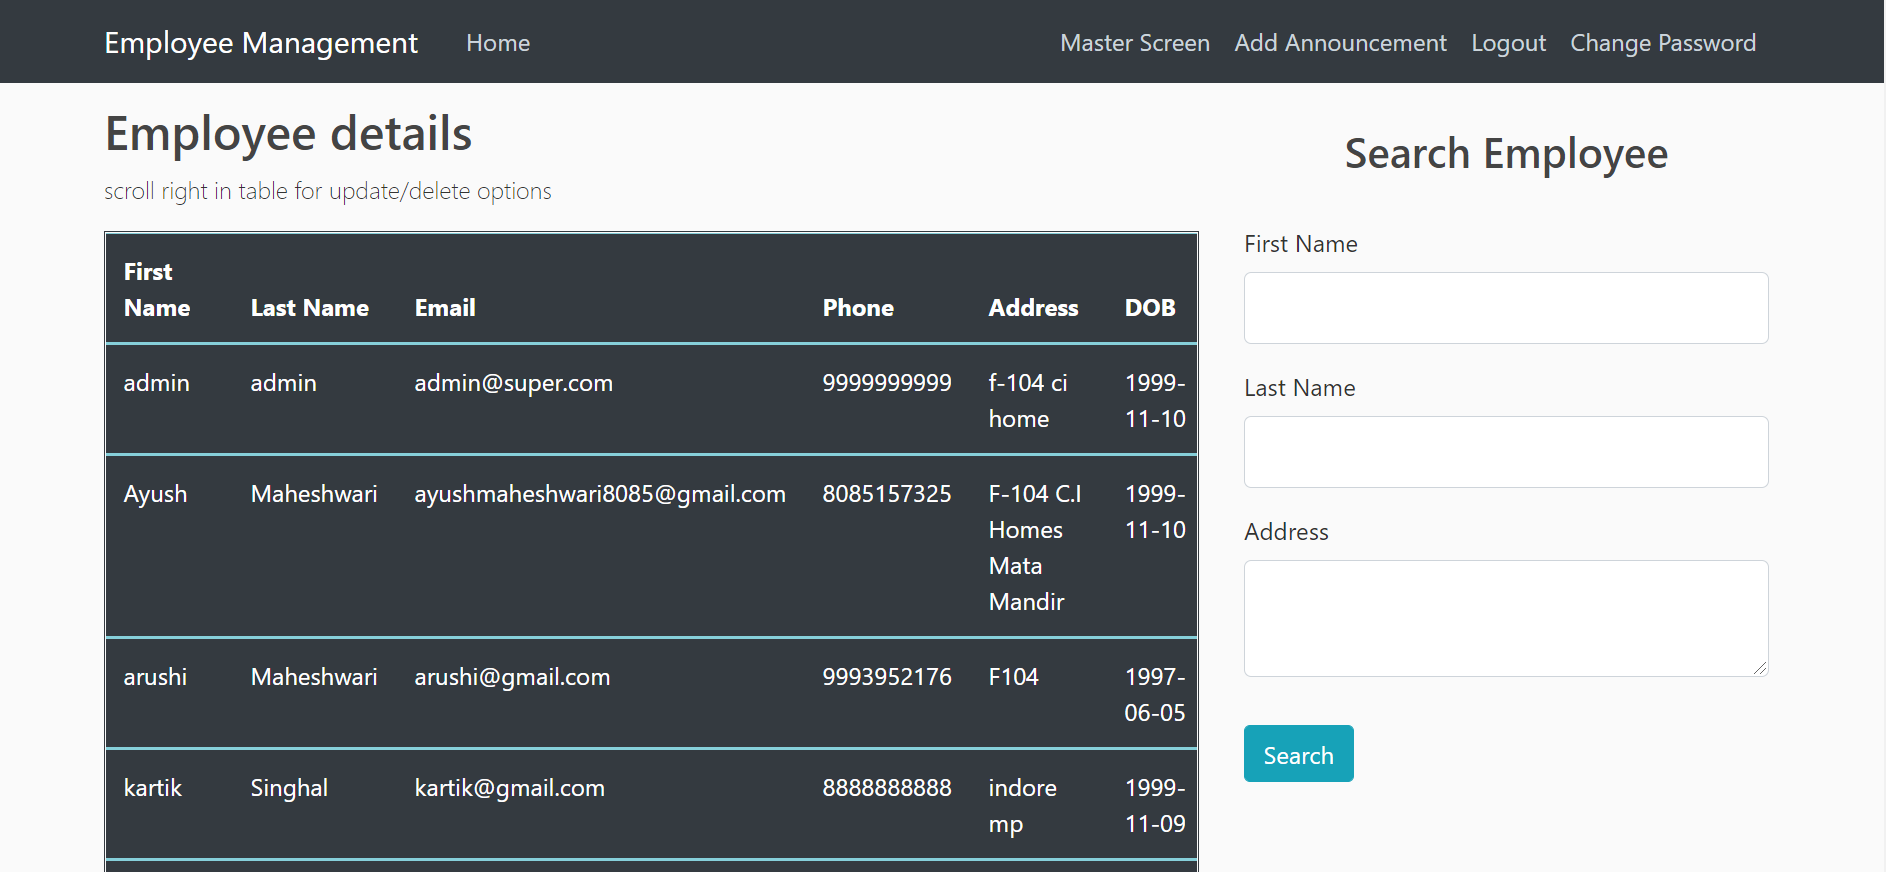 Employee Management Home Master Screen Add Announcement Logout Change Password
Employee details
scroll right in table for update/delete options
First Name Last Name Email Phone Address DOB
admin admin admin@super.com 9999999999 f-104 ci home 1999-11-10
Ayush Maheshwari ayushmaheshwari8085@gmail.com 8085157325 F-104 C.I Homes Mata Mandir 1999-11-10
arushi Maheshwari arushi@gmail.com 9993952176 F104 1997-06-05
kartik Singhal kartik@gmail.com 8888888888 indore mp 1999-11-09
Search Employee
First Name
Last Name
Address
Search